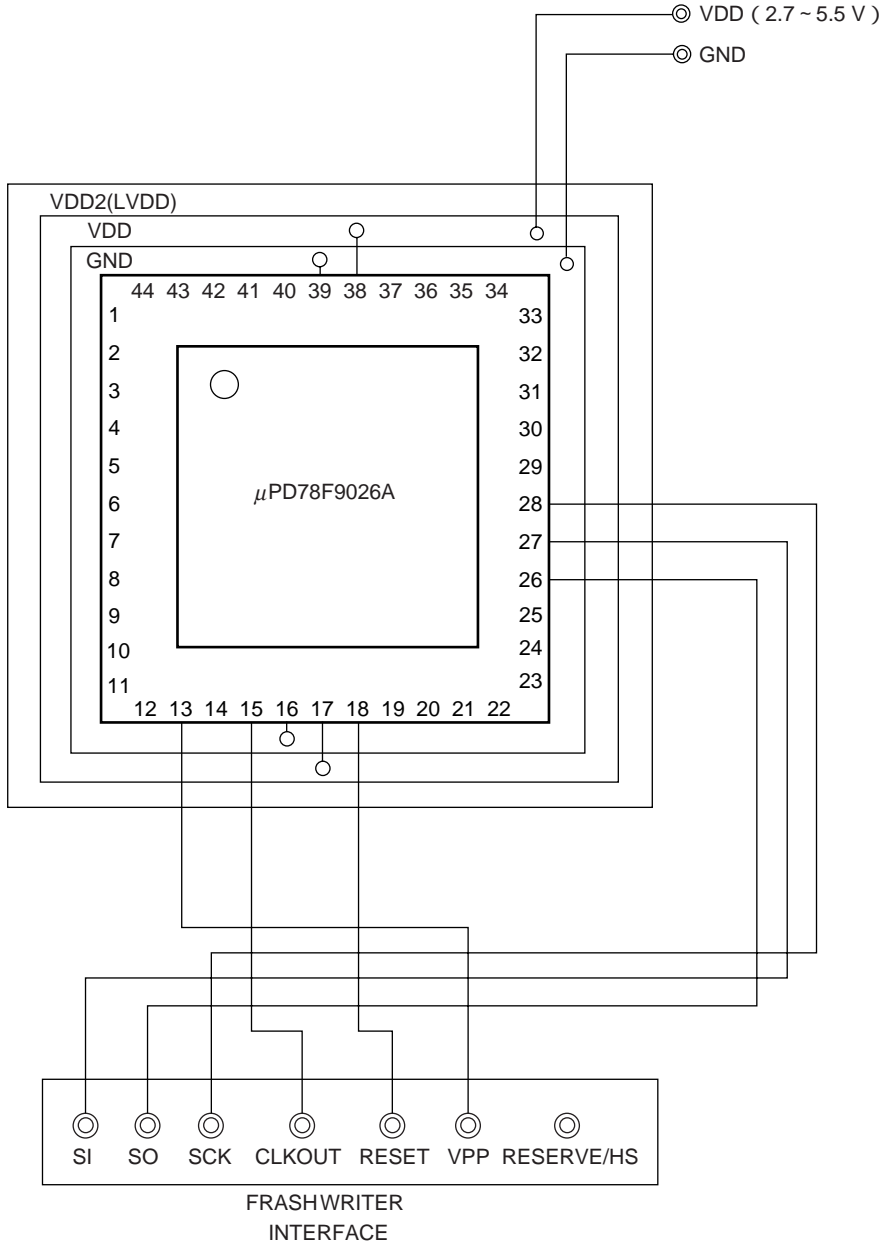 VDD ( 2.7 ~ 5.5 V )
GND
VDD2(LVDD)
VDD
GND
44 43 42 41 40 39 38 37 36 35 34
1
2
3
4
5
6
7
8
9
10
11
33
32
31
30
29
28
27
26
25
24
23
μPD78F9026A
12 13 14 15 16 17 18 19 20 21 22
SI SO SCK CLKOUT RESET VPP RESERVE/HS
FRASHWRITER
INTERFACE